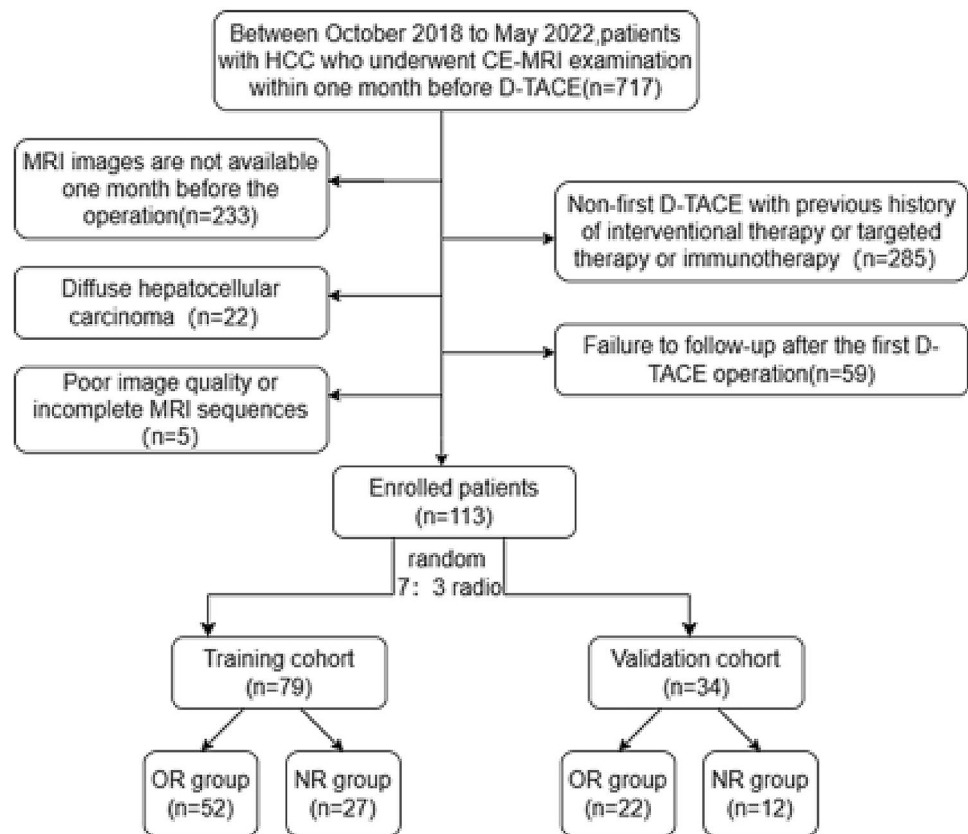 Between October 2018 to May 2022,patients
with HCC who underwent CE-MRI examination
within one month before D-TACE(n=717)
MRI images are not available
one month before the
operation(n=233)
Non-first D-TACE with previous history
of interventional therapy or targeted
therapy or immunotherapy （n=285)
Diffuse hepatocellular
carcinoma （n=22)
Failure to follow-up after the first D-
TACE operation(n=59)
Poor image quality or
incomplete MRI sequences
（n=5)
Enrolled patients
(n=113)
random
7：3 radio
Training cohort
(n=79)
Validation cohort
(n=34)
OR group
(n=52)
NR group
(n=27)
OR group
(n=22)
NR group
(n=12)